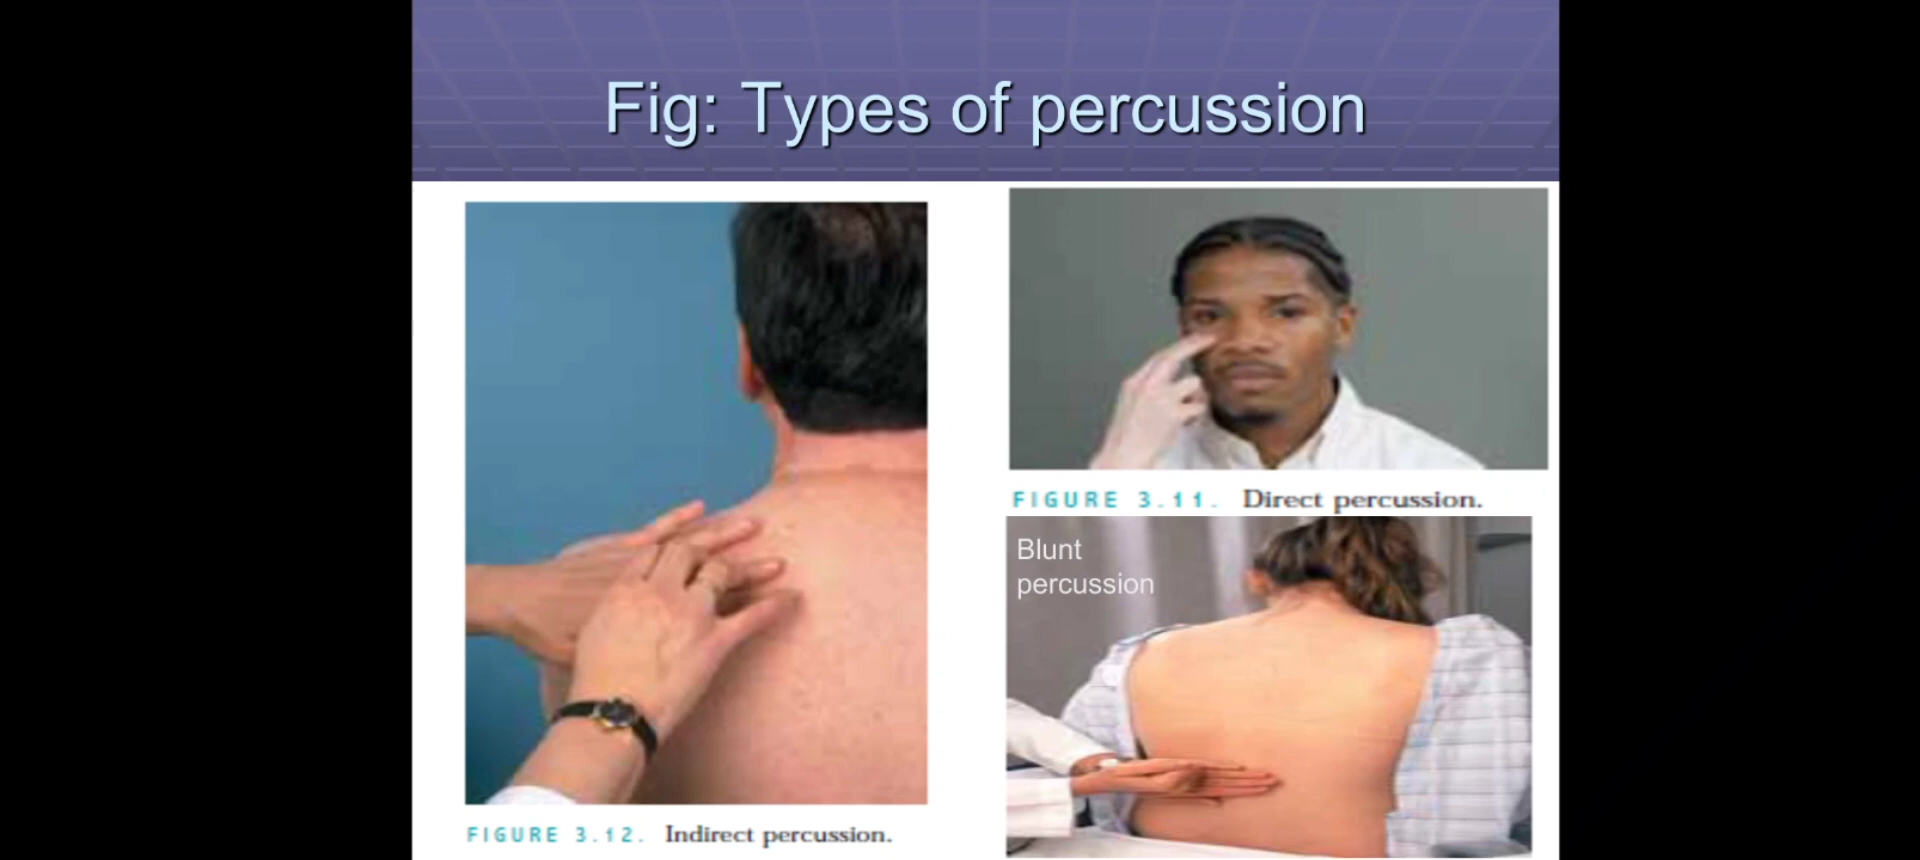 Fig: Types of percussion
FIGURE 3.12. Indirect percussion.
FIGURE 3.11. Direct percussion.
Blunt
percussion